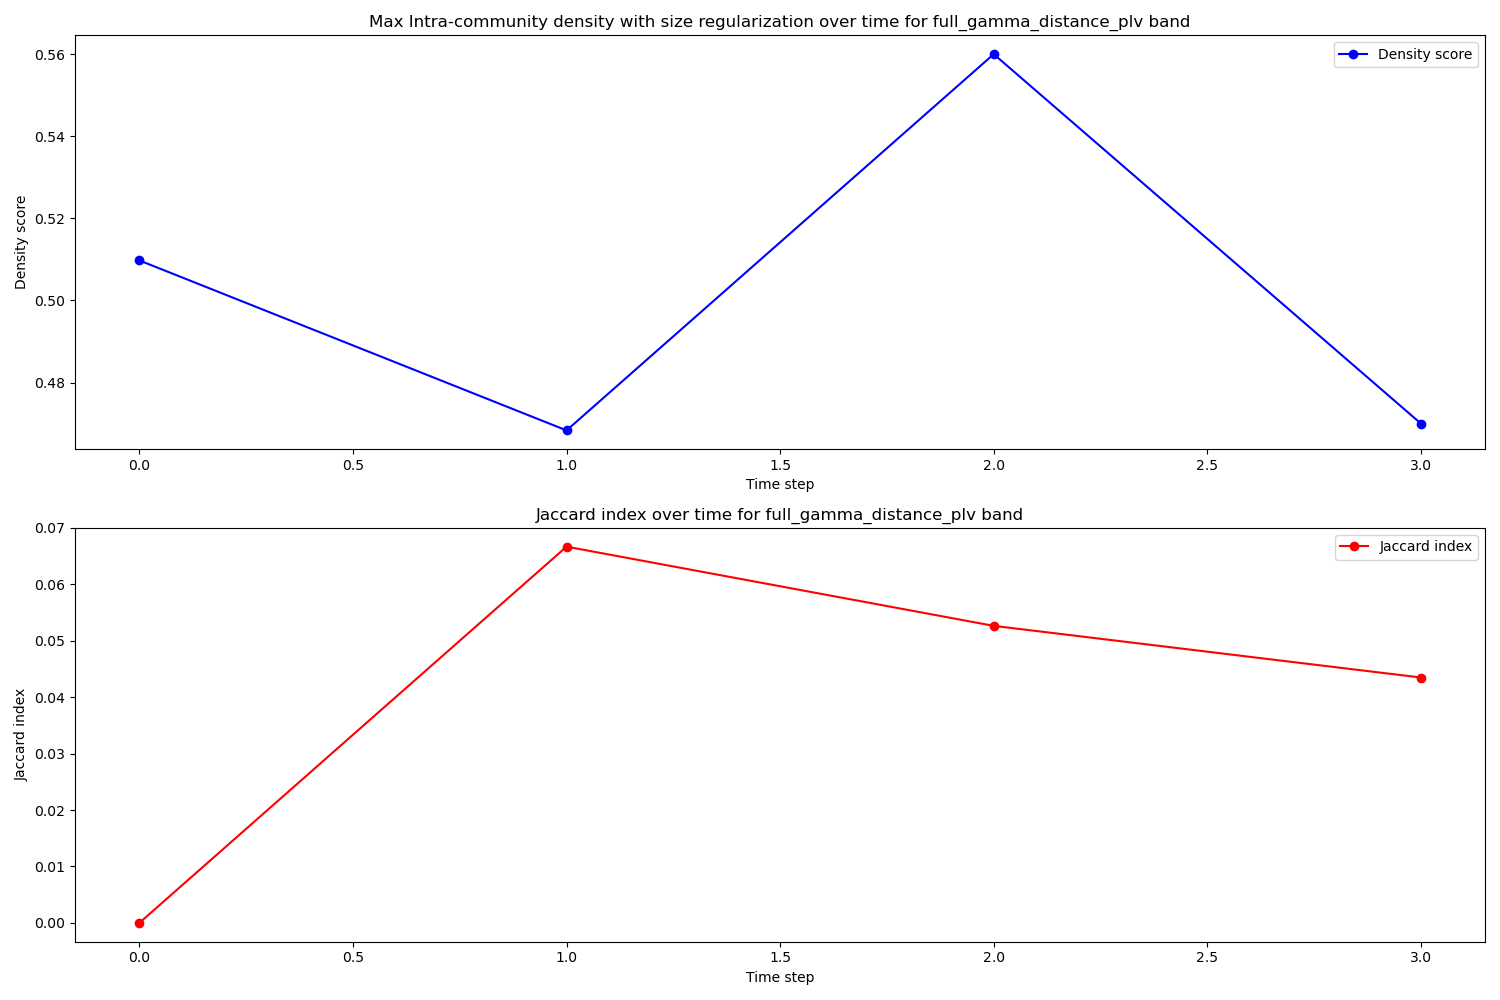 Max Intra-community density with size regularization over time for full_gamma_distance_plv band
Density score
0.56
0.54
0.52
0.50
0.48
Density score
0.0 0.5 1.0 1.5 2.0 2.5 3.0
Time step
Jaccard index over time for full_gamma_distance_plv band
Jaccard index
0.07
0.06
0.05
0.04
0.03
0.02
0.01
0.00
Jaccard index
0.0 0.5 1.0 1.5 2.0 2.5 3.0
Time step